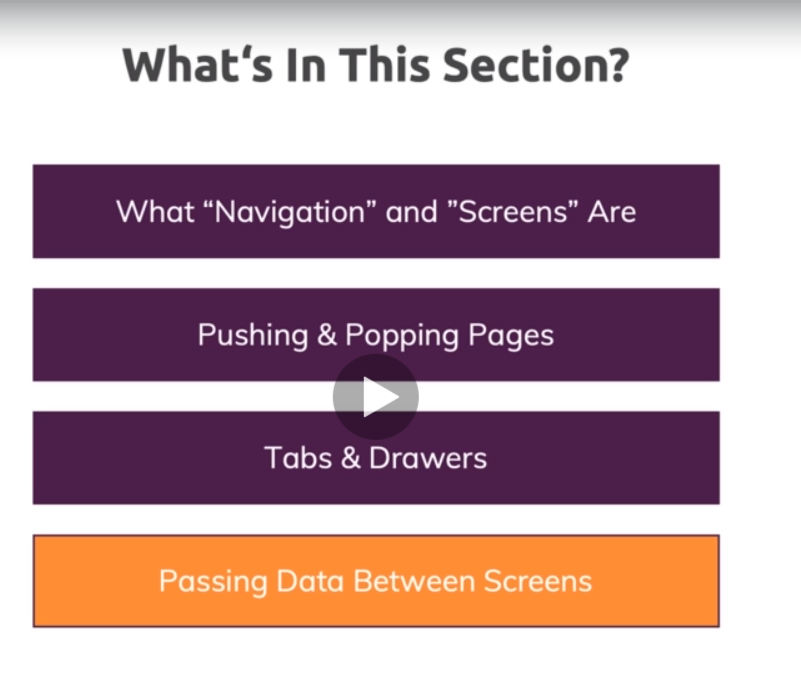 What‘s In This Section?
What “Navigation” and ”Screens” Are
Pushing & Popping Pages
Tabs & Drawers
Passing Data Between Screens